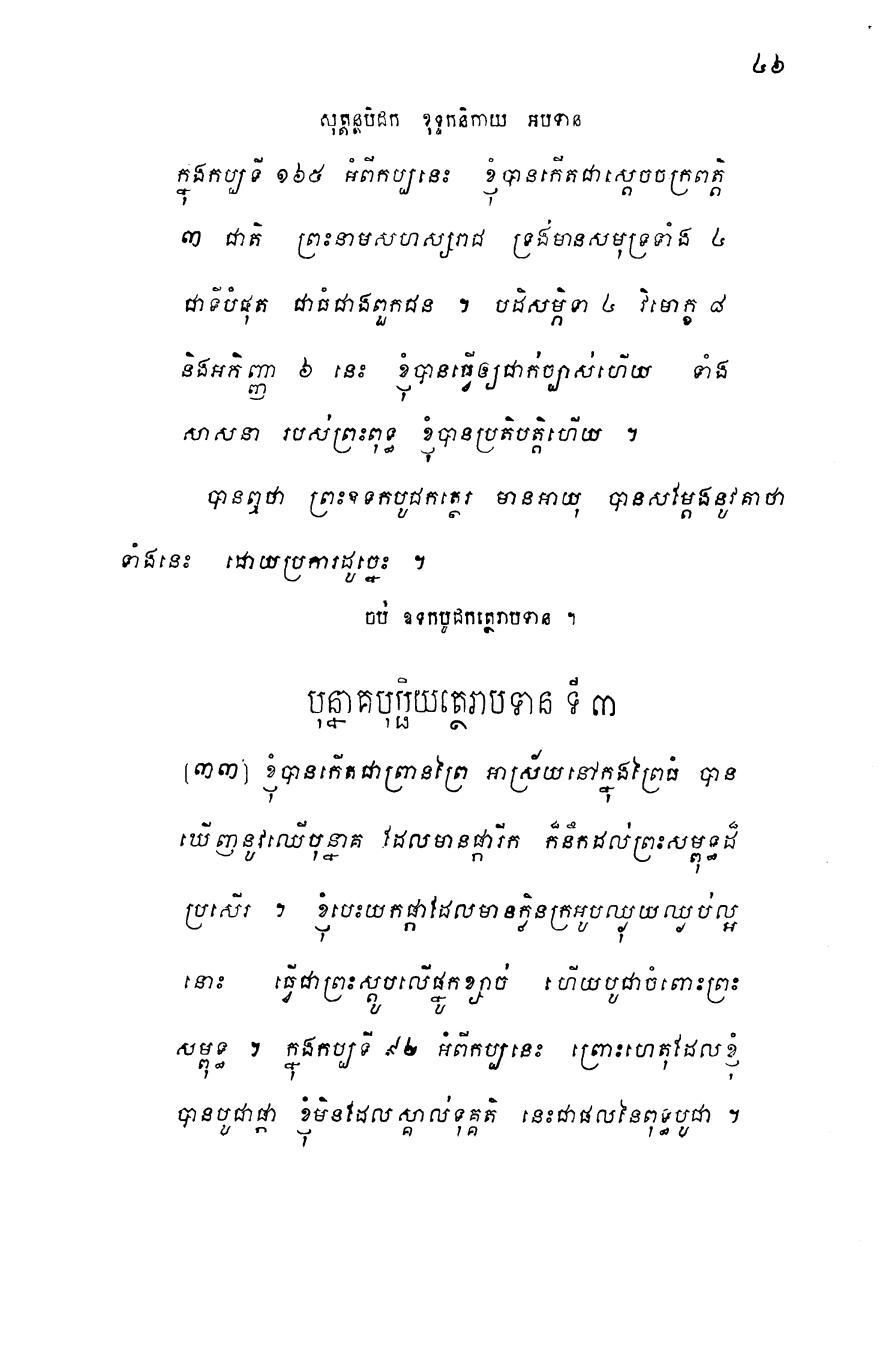 ៤៦
សុត្តន្តបិដក ខុទ្ទកនិកាយ អបទាន
ក្នុងកប្បទី ១៦៥ អំពីកប្បនេះ ខ្ញុំបានកើតជាស្តេចចក្រពត្តិ
៣ ជាតិ ព្រះនាមសហស្សរាជ ទ្រង់មានសមុទ្រទាំង ៤
ជាទីបំផុត ជាធំជាងពួកជន ។ បដិសម្ភិទា ៤ វិមោក្ខ ៨
និងអភិញ្ញា ៦ នេះ ខ្ញុំបានធ្វើឲ្យជាក់ច្បាស់ហើយ ទាំង
សាសនា របស់ព្រះពុទ្ធ ខ្ញុំបានប្រតិបត្តិហើយ ។
បានឮថា ព្រះឧទកបូជកត្ថេរ មានអាយុ បានសម្តែងនូវគាថា
ទាំងនេះ ដោយប្រការដូច្នេះ ។
ចប់ ឧទកបូជកត្ថេរាបទាន ។
បុន្នាគបុប្ផិយត្ថេរាបទាន ទី ៣
(៣៣) ខ្ញុំបានកើតជាព្រានព្រៃ អាស្រ័យនៅក្នុងព្រៃធំ បាន
ឃើញនូវឈើបុន្នាគ ដែលមានផ្ការីក ក៏នឹកដល់ព្រះសម្ពុទ្ធដ៏
ប្រសើរ ។ ខ្ញុំបេះយកផ្កាដែលមានក្លិនក្រអូបឈ្ងុយឈ្ងប់ល្អ
នោះ ធ្វើជាព្រះស្តូបលើផ្នូកខ្សាច់ ហើយបូជាចំពោះព្រះ
សម្ពុទ្ធ ។ ក្នុងកប្បទី ៩២ អំពីកប្បនេះ ព្រោះហេតុដែលខ្ញុំ
បានបូជាផ្កា ខ្ញុំមិនដែលស្គាល់ទុគ្គតិ នេះជាផលនៃពុទ្ធបូជា ។